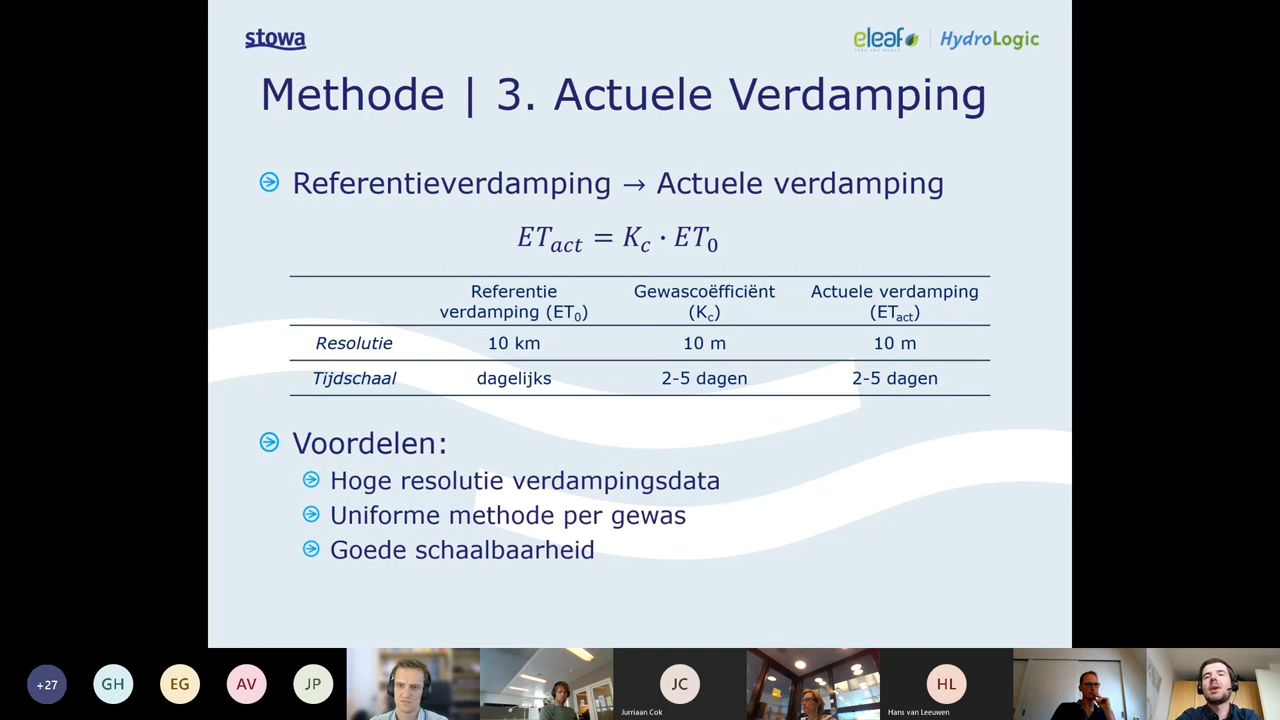 stowa
eleaf
HydroLogic
Methode | 3. Actuele Verdamping
Referentieverdamping → Actuele verdamping
ET_act = K_c · ET_0
Referentie verdamping (ET_0) Gewascoëfficiënt (K_c) Actuele verdamping (ET_act)
Resolutie 10 km 10 m 10 m
Tijdschaal dagelijks 2-5 dagen 2-5 dagen
Voordelen:
Hoge resolutie verdampingsdata
Uniforme methode per gewas
Goede schaalbaarheid
+27 GH EG AV JP JC HL
Jurriaan Cok
Hans van Leeuwen